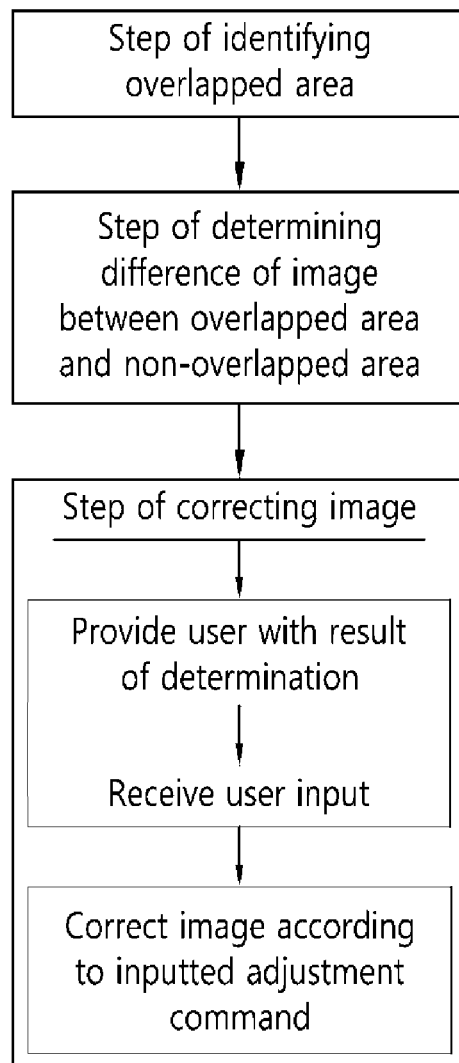 Step of identifying
overlapped area
Step of determining
difference of image
between overlapped area
and non-overlapped area
Step of correcting image
Provide user with result
of determination
Receive user input
Correct image according
to inputted adjustment
command